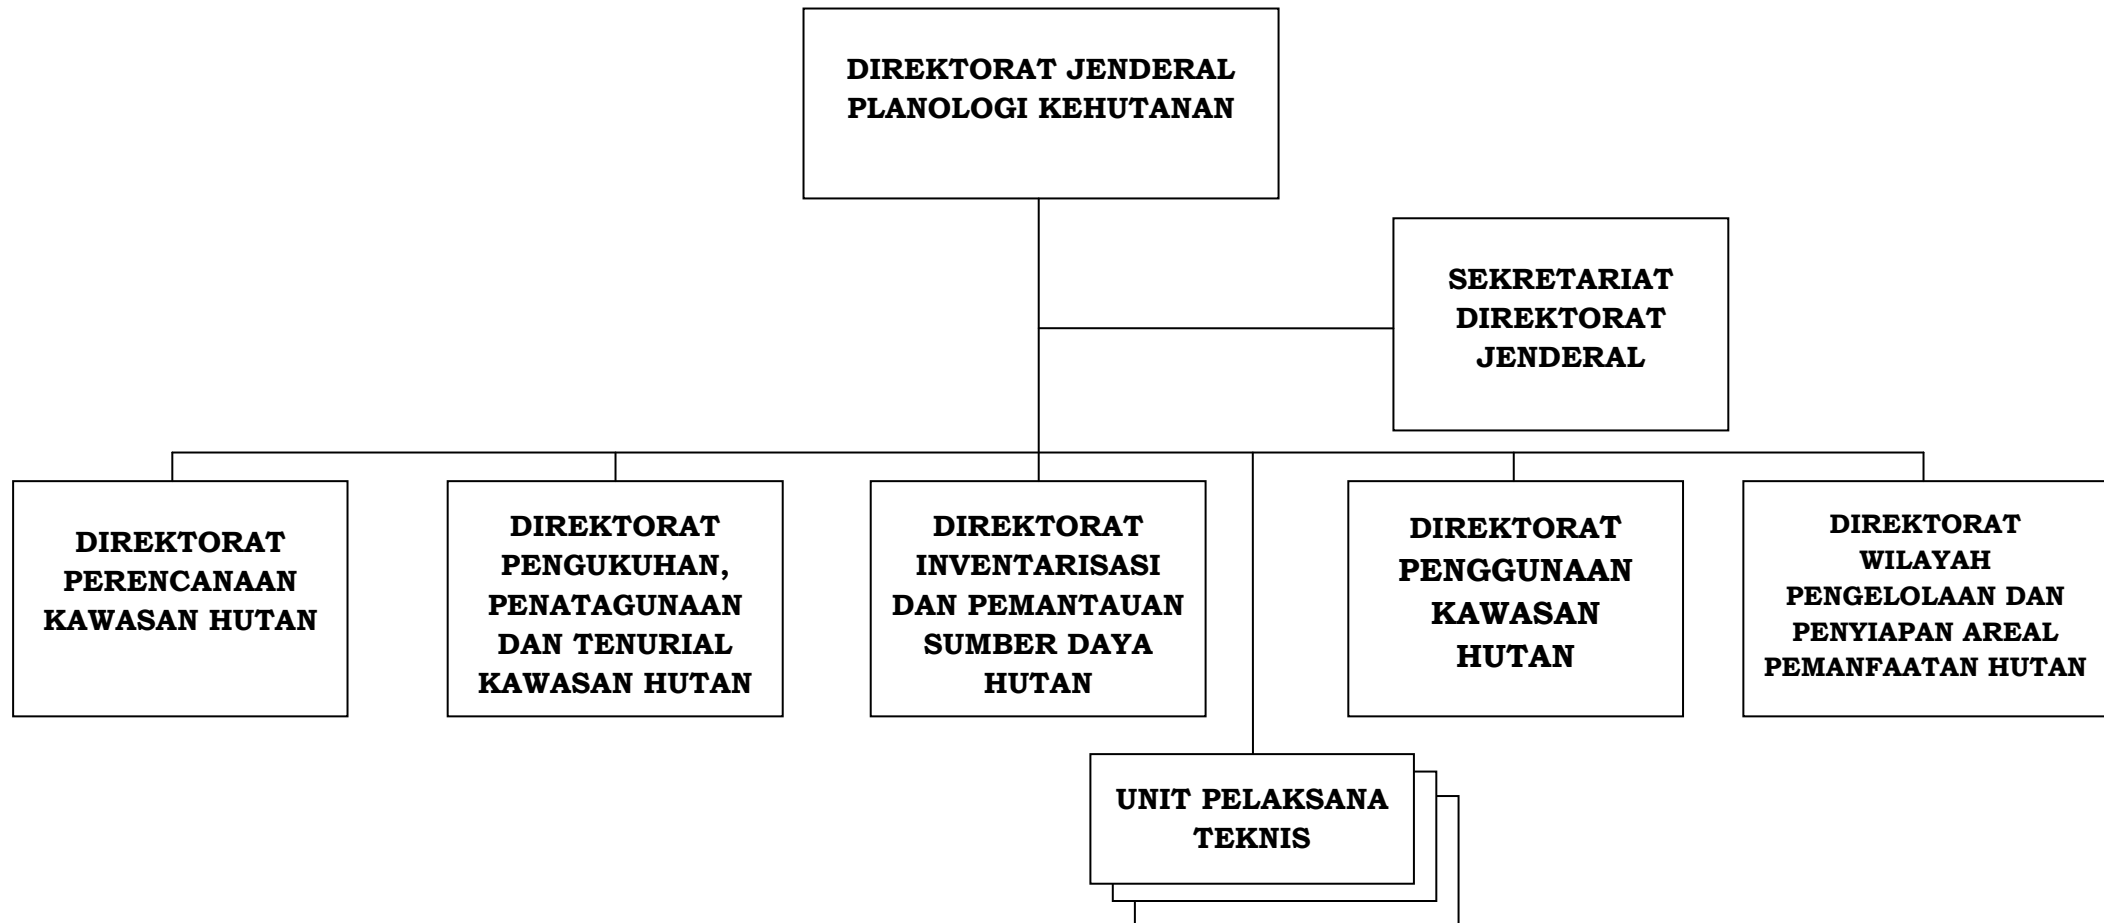 DIREKTORAT JENDERAL
PLANOLOGI KEHUTANAN
SEKRETARIAT
DIREKTORAT
JENDERAL
DIREKTORAT
PERENCANAAN
KAWASAN HUTAN
DIREKTORAT
PENGUKUHAN,
PENATAGUNAAN
DAN TENURIAL
KAWASAN HUTAN
DIREKTORAT
INVENTARISASI
DAN PEMANTAUAN
SUMBER DAYA
HUTAN
DIREKTORAT
PENGGUNAAN
KAWASAN
HUTAN
DIREKTORAT
WILAYAH
PENGELOLAAN DAN
PENYIAPAN AREAL
PEMANFAATAN HUTAN
UNIT PELAKSANA
TEKNIS